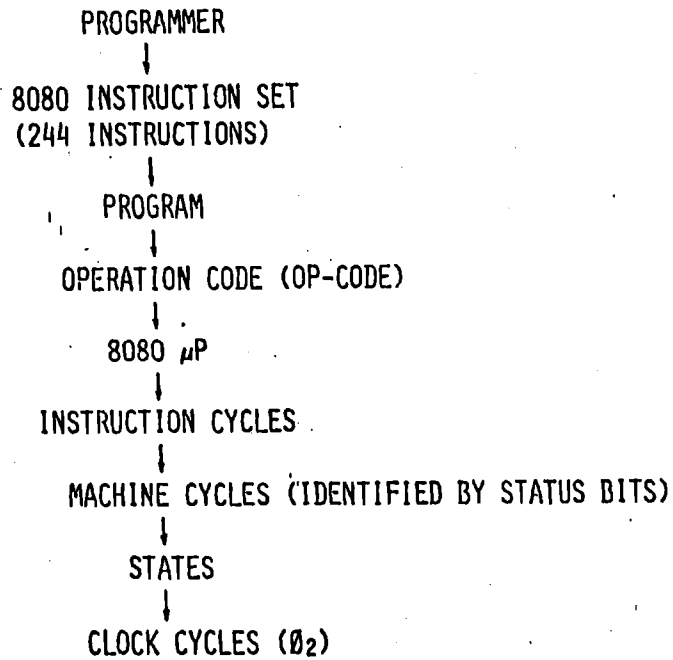 PROGRAMMER
8080 INSTRUCTION SET
(244 INSTRUCTIONS)
PROGRAM
OPERATION CODE (OP-CODE)
8080 µP
INSTRUCTION CYCLES
MACHINE CYCLES (IDENTIFIED BY STATUS BITS)
STATES
CLOCK CYCLES (Ø₂)